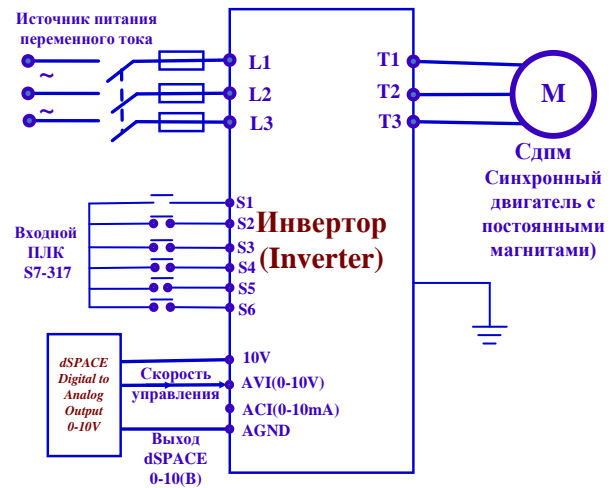 Источник питания
переменного тока
~
~
L1
L2
L3
T1
T2
T3
M
Сдпм
Синхронный
двигатель с
постоянными
магнитами)
Входной
ПЛК
S7-317
S1
S2
S3
S4
S5
S6
Инвертор
(Inverter)
dSPACE
Digital to
Analog
Output
0-10V
Скорость
управления
10V
AVI(0-10V)
ACI(0-10mA)
AGND
Выход
dSPACE
0-10(В)